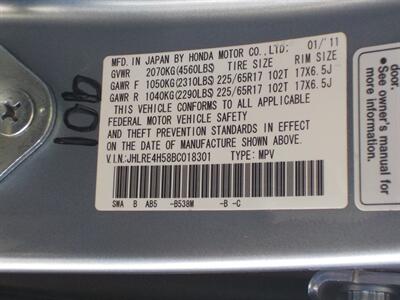 MFD. IN JAPAN BY HONDA MOTOR CO., LTD. 01/'11
GVWR 2070KG(4560LBS) TIRE SIZE RIM SIZE
GAWR F 1050KG(2310LBS) 225/65R17 102T 17X6.5J
GAWR R 1040KG(2290LBS) 225/65R17 102T 17X6.5J
THIS VEHICLE CONFORMS TO ALL APPLICABLE
FEDERAL MOTOR VEHICLE SAFETY
AND THEFT PREVENTION STANDARDS IN EFFECT
ON THE DATE OF MANUFACTURE SHOWN ABOVE.
V.I.N.:JHLRE4H58BC018301 TYPE: MPV
SWA B AB5 -B538M -B -C
door.
See owner's
manual for
information